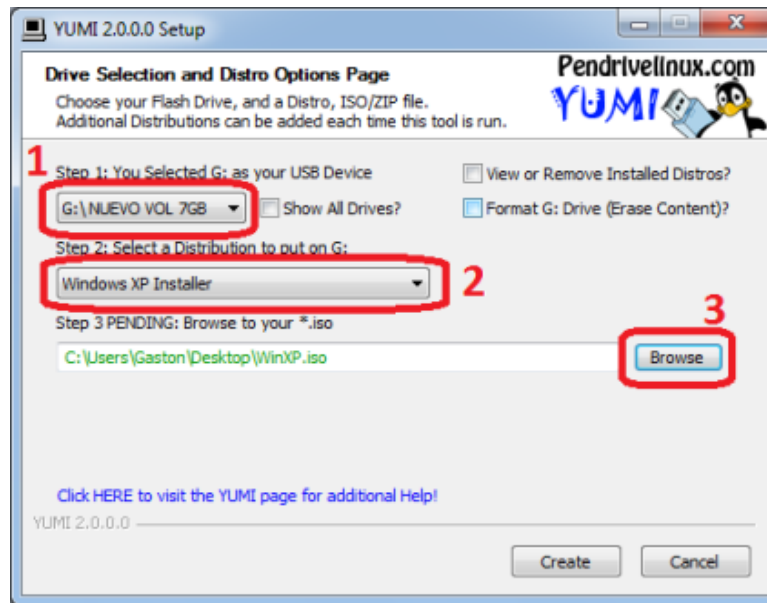 YUMI 2.0.0.0 Setup
Drive Selection and Distro Options Page
Choose your Flash Drive, and a Distro, ISO/ZIP file.
Additional Distributions can be added each time this tool is run.
Pendrivelinux.com
YUMI
1
Step 1: You Selected G: as your USB Device
View or Remove Installed Distros?
G:\ NUEVO VOL 7GB
Show All Drives?
Format G: Drive (Erase Content)?
Step 2: Select a Distribution to put on G:
Windows XP Installer
2
Step 3 PENDING: Browse to your *.iso
3
C:\Users\Gaston\Desktop\WinXP.iso
Browse
Click HERE to visit the YUMI page for additional Help!
YUMI 2.0.0.0
Create
Cancel